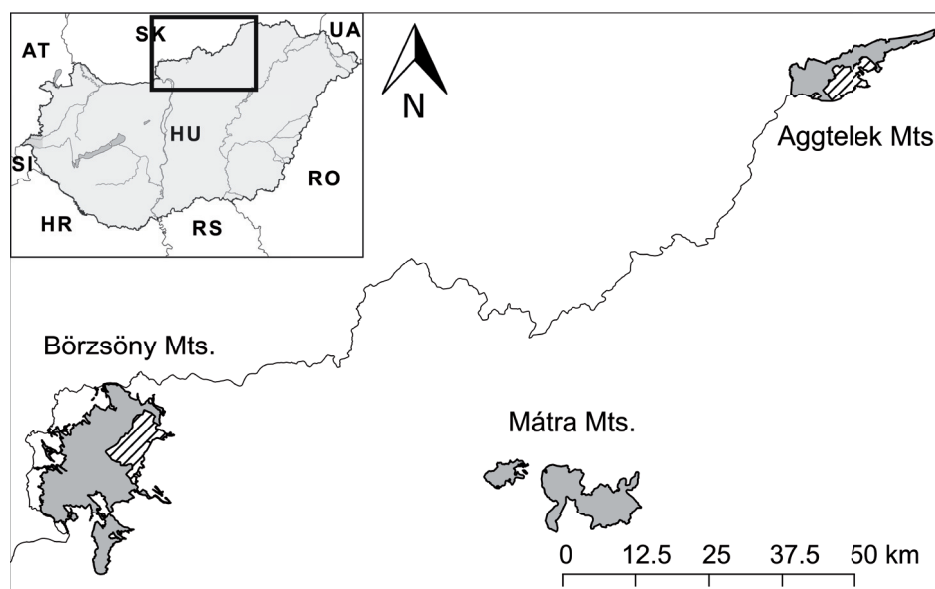 SK
UA
AT
HU
SI
RO
HR
RS
N
Aggtelek Mts
Börzsöny Mts.
Mátra Mts.
0 12.5 25 37.5 50 km